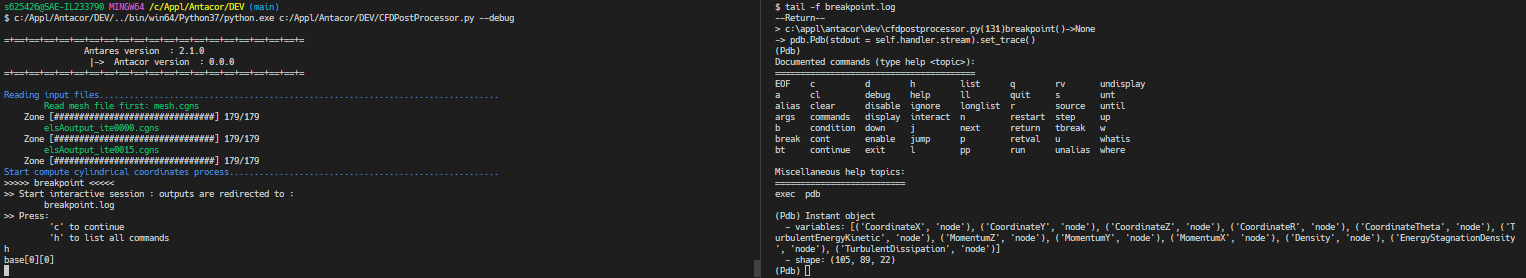 s625426@SAE-IL233790 MINGW64 /c/Appl/Antacor/DEV (main)
$ c:/Appl/Antacor/DEV/../bin/win64/Python37/python.exe c:/Appl/Antacor/DEV/CFDPostProcessor.py --debug
=+==+==+==+==+==+==+==+==+==+==+==+==+==+==+==+==+==+==+==+=
Antares version  : 2.1.0
|->  Antacor version  : 0.0.0
=+==+==+==+==+==+==+==+==+==+==+==+==+==+==+==+==+==+==+==+=
Reading input files................................................................................
Read mesh file first: mesh.cgns
Zone [################################] 179/179
elsAoutput_ite0000.cgns
Zone [################################] 179/179
elsAoutput_ite0015.cgns
Zone [################################] 179/179
Start compute cylindrical coordinates process......................................................
>>>>> breakpoint <<<<<
>> Start interactive session : outputs are redirected to :
breakpoint.log
>> Press:
'c' to continue
'h' to list all commands
h
base[0][0]
$ tail -f breakpoint.log
--Return--
> c:\appl\antacor\dev\cfdpostprocessor.py(131)breakpoint()->None
-> pdb.Pdb(stdout = self.handler.stream).set_trace()
(Pdb)
Documented commands (type help <topic>):
========================================
EOF    c          d        h         list      q        rv       undisplay
a      cl         debug    help      ll        quit     s        unt
alias  clear      disable  ignore    longlist  r        source   until
args   commands   display  interact  n         restart  step     up
b      condition  down     j         next      return   tbreak   w
break  cont       enable   jump      p         retval   u        whatis
bt     continue   exit     l         pp        run      unalias  where
Miscellaneous help topics:
==========================
exec  pdb
(Pdb) Instant object
- variables: [('CoordinateX', 'node'), ('CoordinateY', 'node'), ('CoordinateZ', 'node'), ('CoordinateR', 'node'), ('CoordinateTheta', 'node'), ('T
urbulentEnergyKinetic', 'node'), ('MomentumZ', 'node'), ('MomentumY', 'node'), ('MomentumX', 'node'), ('Density', 'node'), ('EnergyStagnationDensity
', 'node'), ('TurbulentDissipation', 'node')]
- shape: (105, 89, 22)
(Pdb)